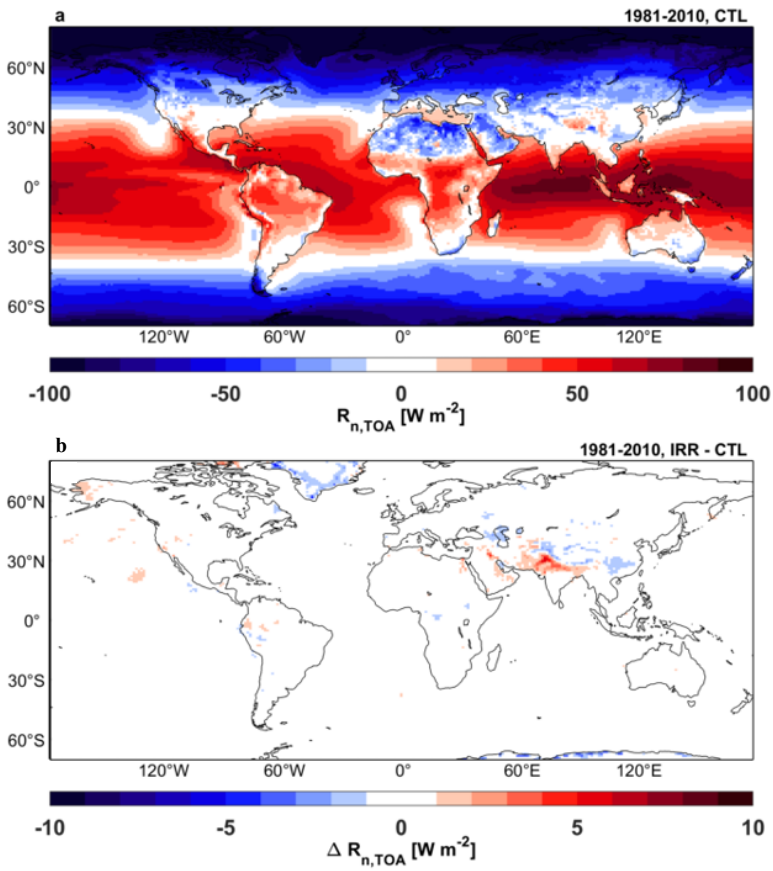 a 1981-2010, CTL
60°N
30°N
0°
30°S
60°S
120°W 60°W 0° 60°E 120°E
-100 -50 0 50 100
R_n,TOA [W m^-2]
b 1981-2010, IRR - CTL
60°N
30°N
0°
30°S
60°S
120°W 60°W 0° 60°E 120°E
-10 -5 0 5 10
Δ R_n,TOA [W m^-2]